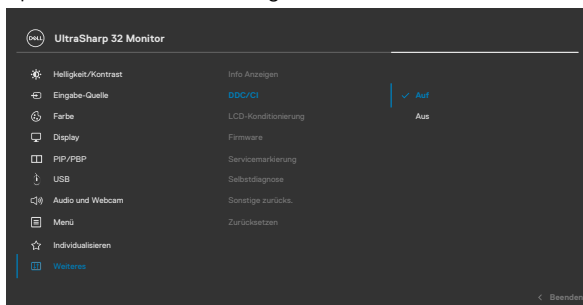 DELL UltraSharp 32 Monitor
Helligkeit/Kontrast
Info Anzeigen
Eingabe-Quelle
DDC/CI
Auf
Farbe
LCD-Konditionierung
Aus
Display
Firmware
PIP/PBP
Servicemarkierung
USB
Selbstdiagnose
Audio und Webcam
Sonstige zurücks.
Menü
Zurücksetzen
Individualisieren
Weiteres
Beenden